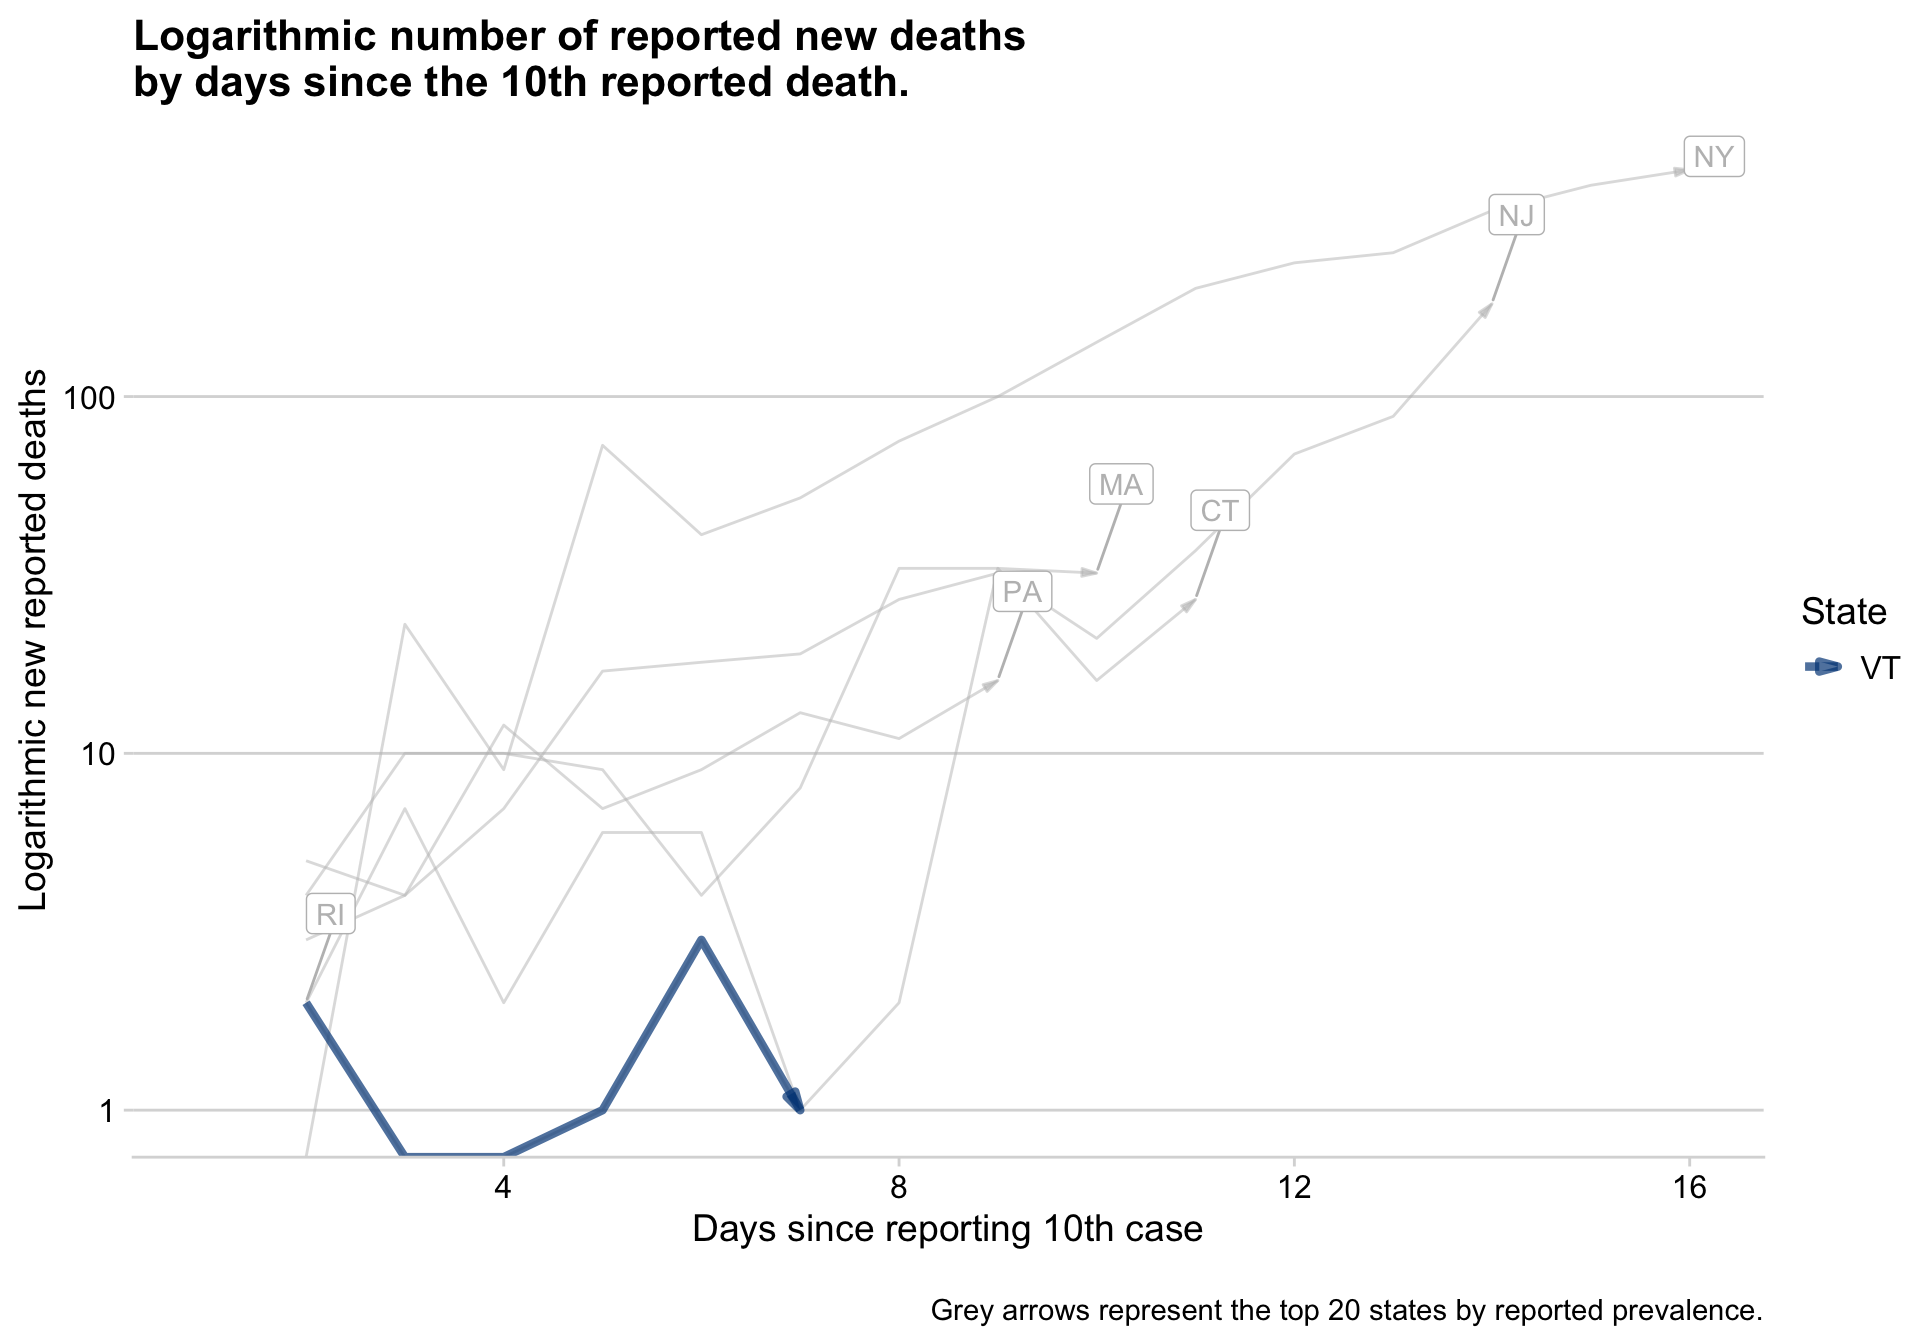 Logarithmic number of reported new deaths
by days since the 10th reported death.
NY
NJ
MA
CT
PA
RI
100
10
1
4
8
12
16
Logarithmic new reported deaths
Days since reporting 10th case
State
VT
Grey arrows represent the top 20 states by reported prevalence.